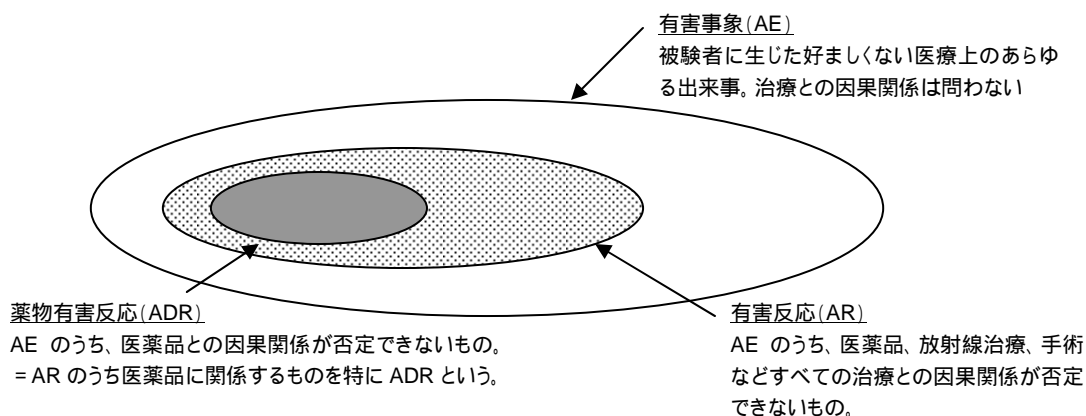 有害事象(AE)
被験者に生じた好ましくない医療上のあらゆ
る出来事。治療との因果関係は問わない
薬物有害反応(ADR)
AE のうち、医薬品との因果関係が否定できないもの。
=AR のうち医薬品に関係するものを特に ADR という。
有害反応(AR)
AE のうち、医薬品、放射線治療、手術
などすべての治療との因果関係が否定
できないもの。